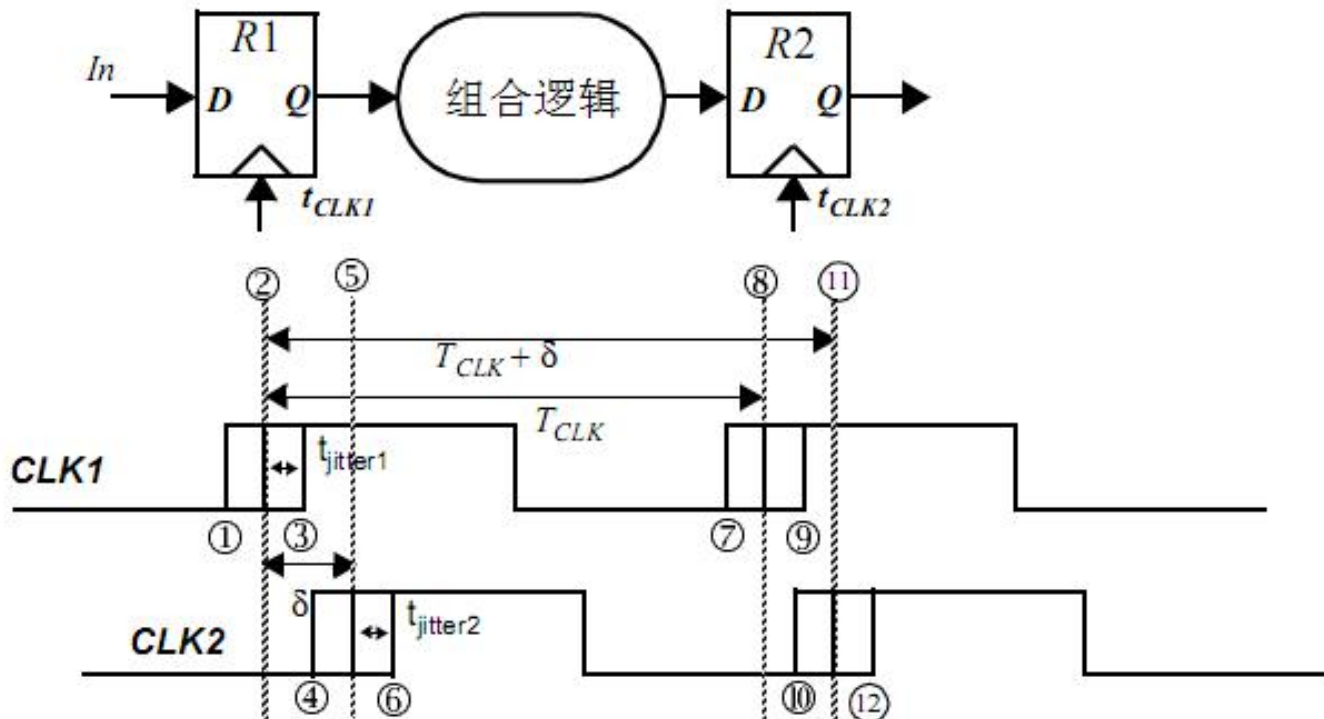 R1 R2
In D Q 组合逻辑 D Q
t_CLK1 t_CLK2
② ⑤ ⑧ ⑪
T_CLK + δ
T_CLK
CLK1 t_jitter1
① ③ ⑦ ⑨
δ
CLK2 t_jitter2
④ ⑥ ⑩ ⑫